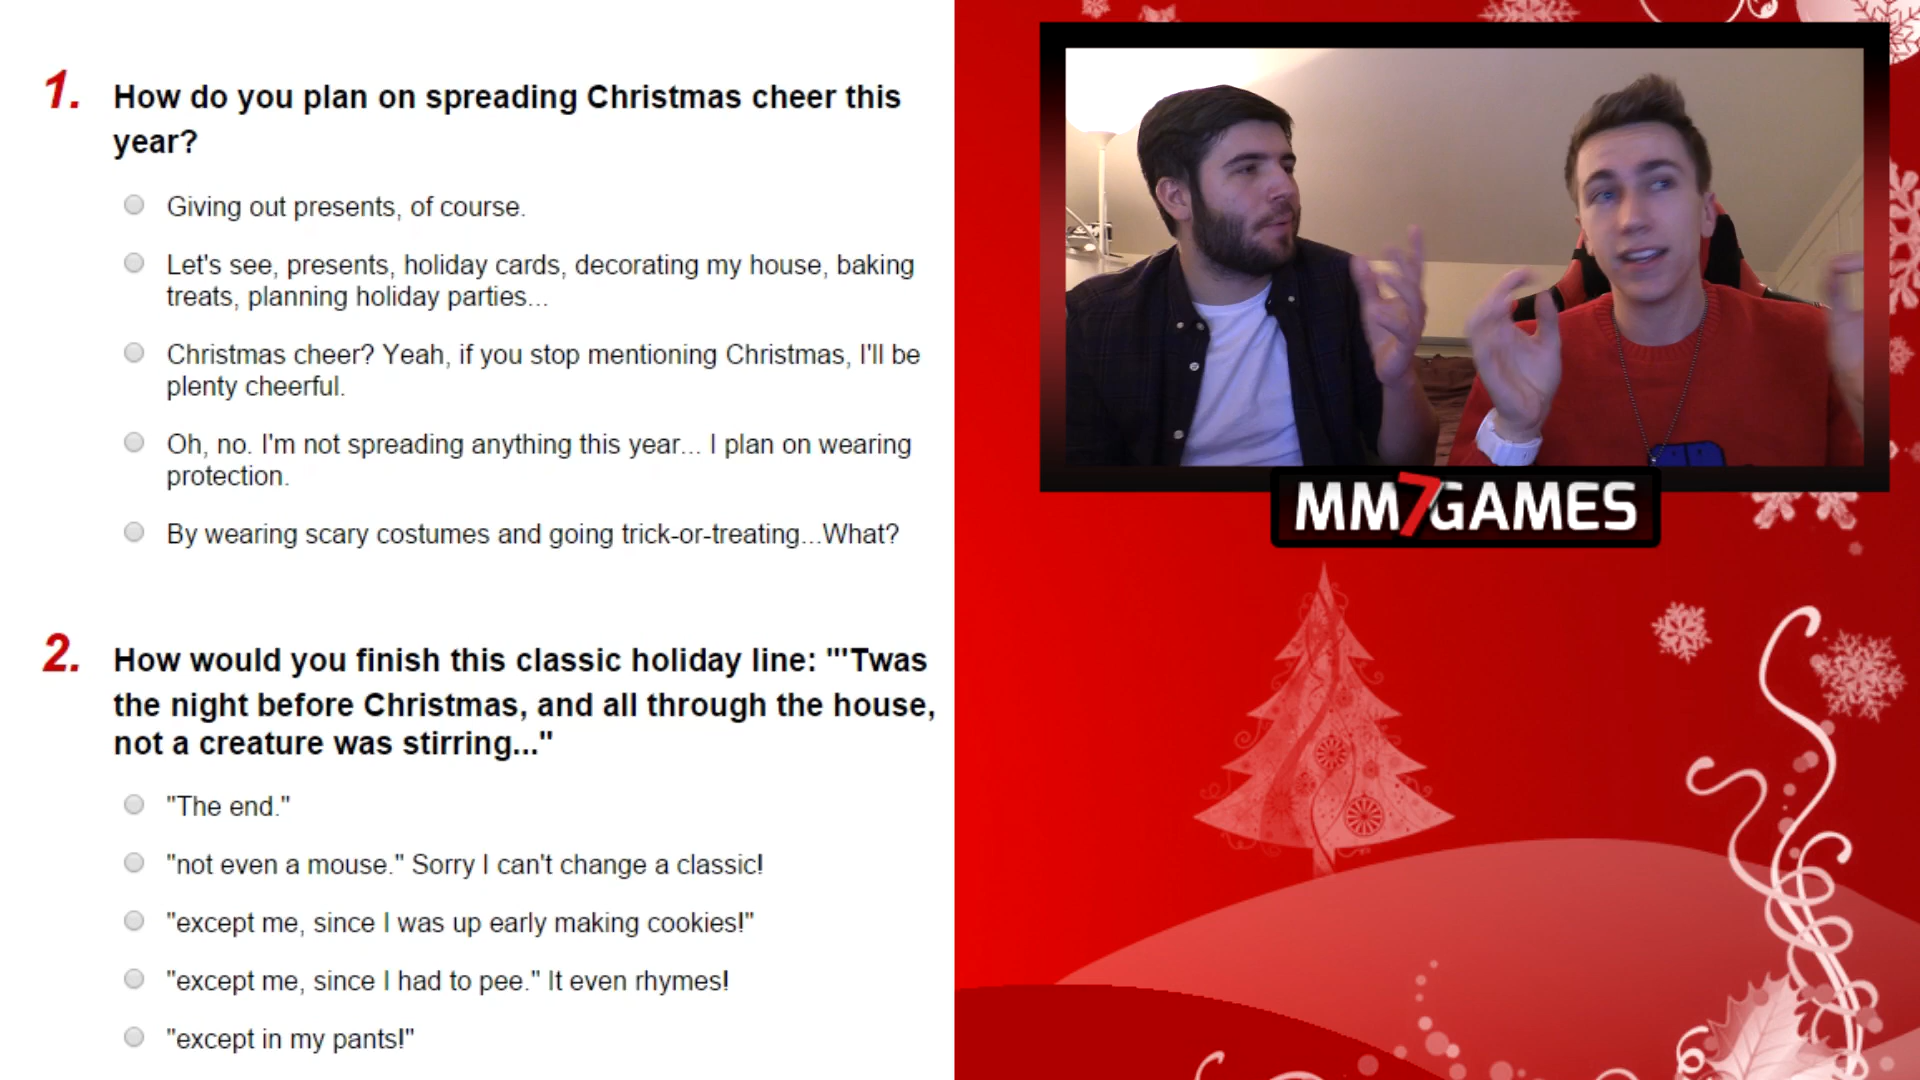 1. How do you plan on spreading Christmas cheer this
year?
Giving out presents, of course.
Let's see, presents, holiday cards, decorating my house, baking
treats, planning holiday parties...
Christmas cheer? Yeah, if you stop mentioning Christmas, I'll be
plenty cheerful.
Oh, no. I'm not spreading anything this year... I plan on wearing
protection.
By wearing scary costumes and going trick-or-treating...What?
2. How would you finish this classic holiday line: "'Twas
the night before Christmas, and all through the house,
not a creature was stirring..."
"The end."
"not even a mouse." Sorry I can't change a classic!
"except me, since I was up early making cookies!"
"except me, since I had to pee." It even rhymes!
"except in my pants!"
MM7GAMES